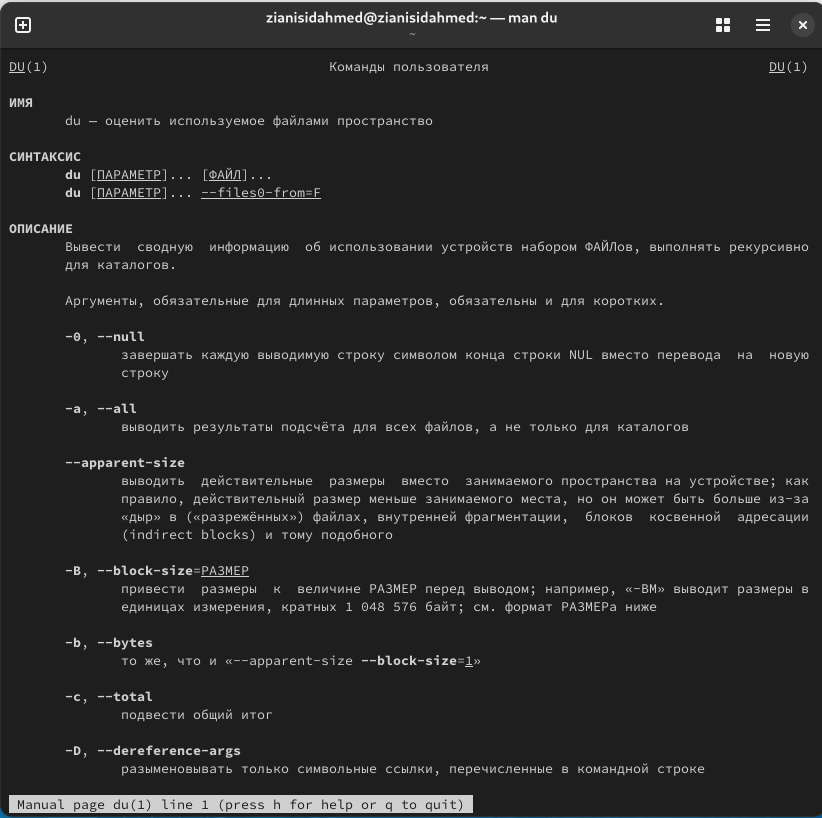 zianisidahmed@zianisidahmed:~ — man du
~
DU(1) Команды пользователя DU(1)
ИМЯ
du — оценить используемое файлами пространство
СИНТАКСИС
du [ПАРАМЕТР]... [ФАЙЛ]...
du [ПАРАМЕТР]... --files0-from=F
ОПИСАНИЕ
Вывести сводную информацию об использовании устройств набором ФАЙЛов, выполнять рекурсивно
для каталогов.
Аргументы, обязательные для длинных параметров, обязательны и для коротких.
-0, --null
завершать каждую выводимую строку символом конца строки NUL вместо перевода на новую
строку
-a, --all
выводить результаты подсчёта для всех файлов, а не только для каталогов
--apparent-size
выводить действительные размеры вместо занимаемого пространства на устройстве; как
правило, действительный размер меньше занимаемого места, но он может быть больше из-за
«дыр» в («разрежённых») файлах, внутренней фрагментации, блоков косвенной адресации
(indirect blocks) и тому подобного
-B, --block-size=РАЗМЕР
привести размеры к величине РАЗМЕР перед выводом; например, «-BM» выводит размеры в
единицах измерения, кратных 1 048 576 байт; см. формат РАЗМЕРа ниже
-b, --bytes
то же, что и «--apparent-size --block-size=1»
-c, --total
подвести общий итог
-D, --dereference-args
разыменовывать только символьные ссылки, перечисленные в командной строке
Manual page du(1) line 1 (press h for help or q to quit)